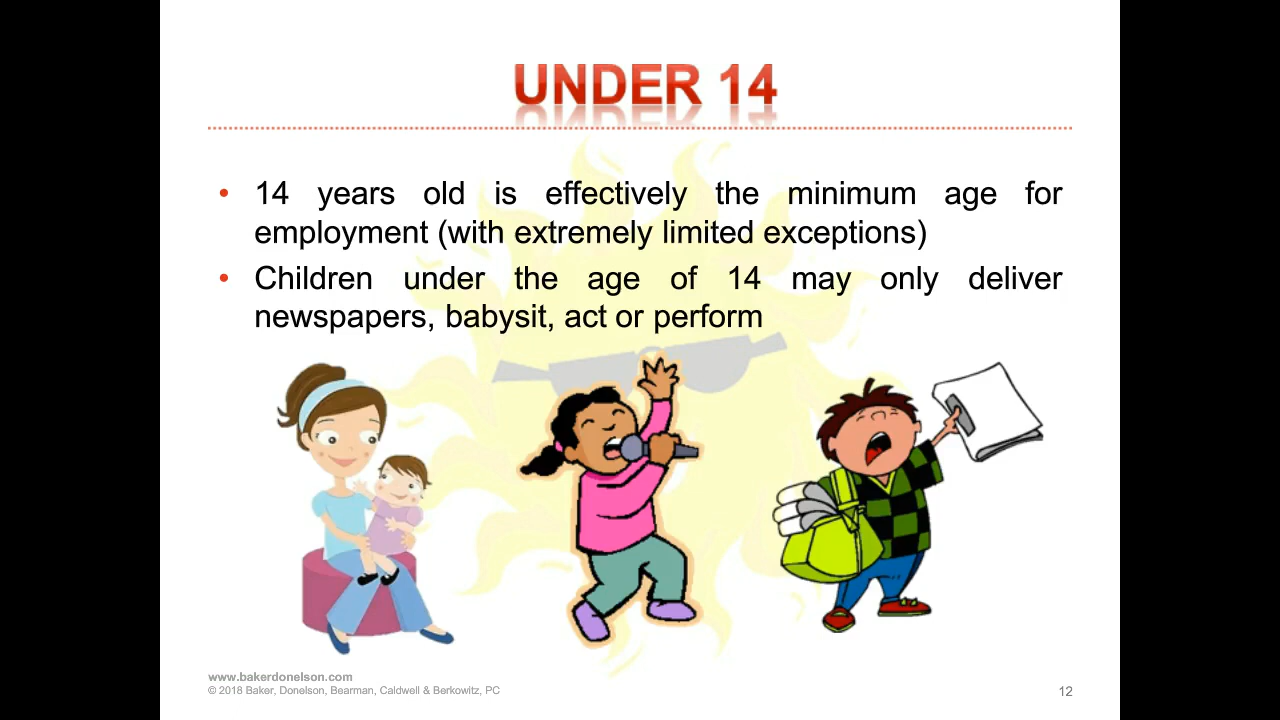 UNDER 14
• 14 years old is effectively the minimum age for
employment (with extremely limited exceptions)
• Children under the age of 14 may only deliver
newspapers, babysit, act or perform
www.bakerdonelson.com
© 2018 Baker, Donelson, Bearman, Caldwell & Berkowitz, PC
12